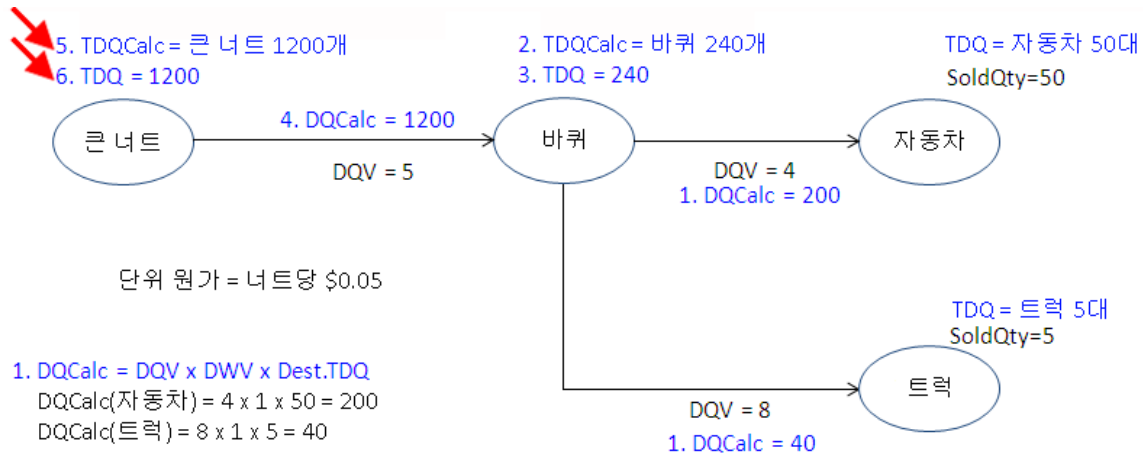 5. TDQCalc = 큰 너트 1200개
6. TDQ = 1200
2. TDQCalc = 바퀴 240개
3. TDQ = 240
TDQ = 자동차 50대
SoldQty=50
큰 너트
4. DQCalc = 1200
DQV = 5
바퀴
DQV = 4
1. DQCalc = 200
자동차
단위 원가 = 너트당 $0.05
TDQ = 트럭 5대
SoldQty=5
트럭
DQV = 8
1. DQCalc = 40
1. DQCalc = DQV x DWV x Dest.TDQ
DQCalc(자동차) = 4 x 1 x 50 = 200
DQCalc(트럭) = 8 x 1 x 5 = 40